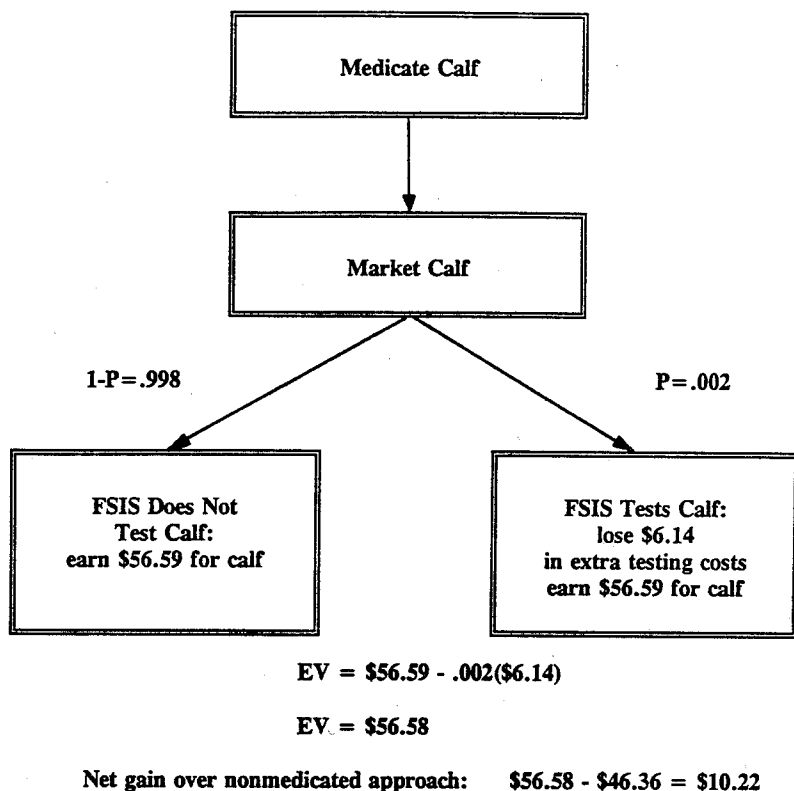 Medicate Calf
Market Calf
1-P=.998
P=.002
FSIS Does Not
Test Calf:
earn $56.59 for calf
FSIS Tests Calf:
lose $6.14
in extra testing costs
earn $56.59 for calf
EV = $56.59 - .002($6.14)
EV = $56.58
Net gain over nonmedicated approach: $56.58 - $46.36 = $10.22